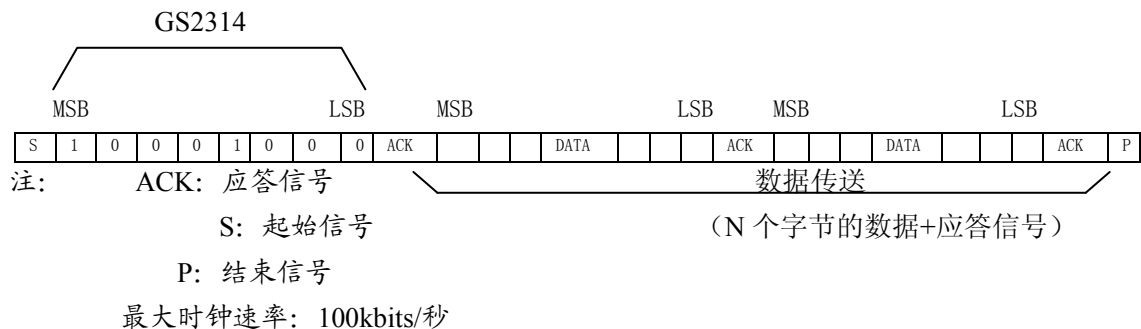 GS2314
MSB LSB MSB LSB MSB LSB
S 1 0 0 0 1 0 0 0 ACK DATA ACK DATA ACK P
注: ACK: 应答信号 数据传送
S: 起始信号 (N 个字节的数据+应答信号)
P: 结束信号
最大时钟速率: 100kbits/秒